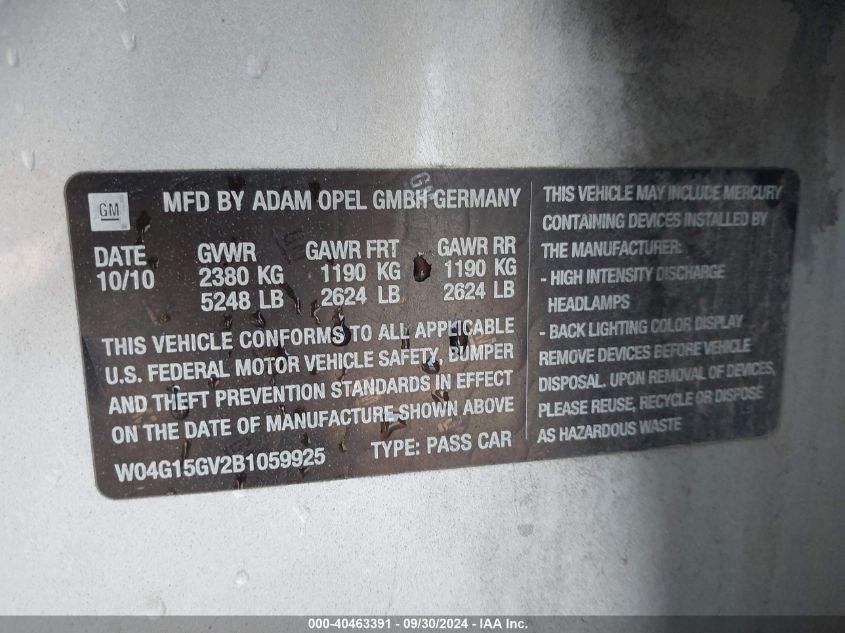 GM
MFD BY ADAM OPEL GMBH GERMANY
DATE GVWR GAWR FRT GAWR RR
10/10 2380 KG 1190 KG 1190 KG
5248 LB 2624 LB 2624 LB
THIS VEHICLE CONFORMS TO ALL APPLICABLE
U.S. FEDERAL MOTOR VEHICLE SAFETY, BUMPER
AND THEFT PREVENTION STANDARDS IN EFFECT
ON THE DATE OF MANUFACTURE SHOWN ABOVE
W04G15GV2B1059925 TYPE: PASS CAR
THIS VEHICLE MAY INCLUDE MERCURY
CONTAINING DEVICES INSTALLED BY
THE MANUFACTURER:
- HIGH INTENSITY DISCHARGE
HEADLAMPS
- BACK LIGHTING COLOR DISPLAY
REMOVE DEVICES BEFORE VEHICLE
DISPOSAL. UPON REMOVAL OF DEVICES,
PLEASE REUSE, RECYCLE OR DISPOSE
AS HAZARDOUS WASTE
000-40463391 - 09/30/2024 - IAAI Inc.